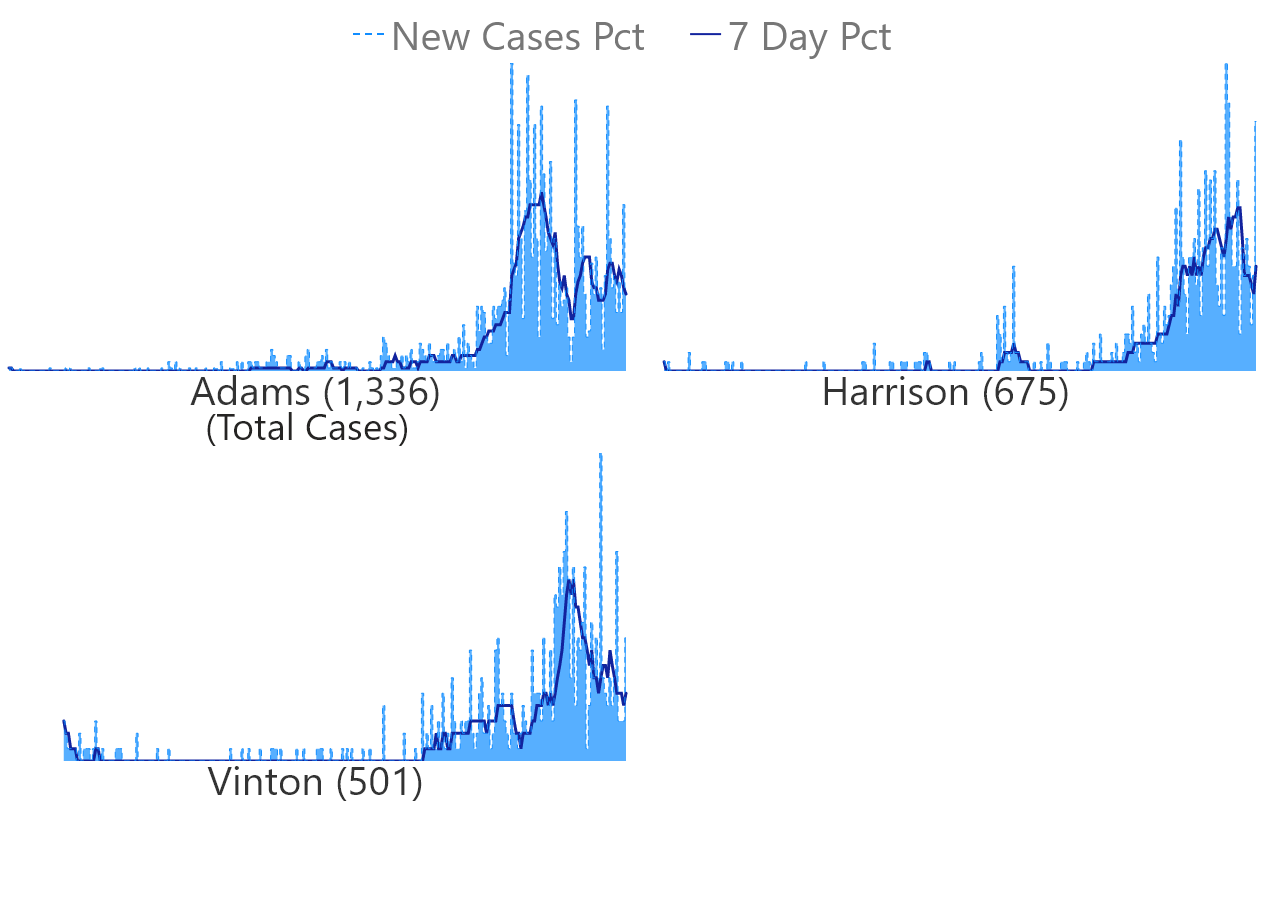 New Cases Pct 7 Day Pct
Adams (1,336) Harrison (675)
(Total Cases)
Vinton (501)